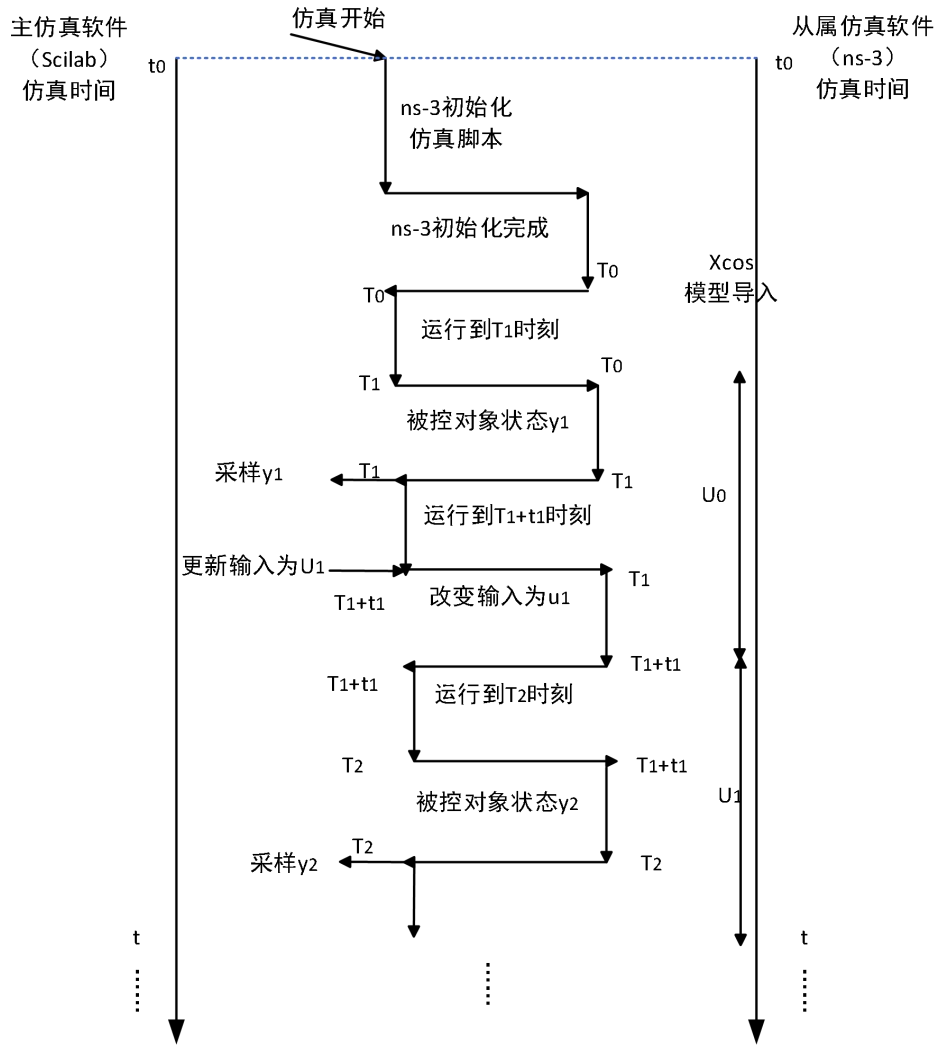 仿真开始
主仿真软件
（Scilab）
仿真时间
从属仿真软件
（ns-3）
仿真时间
t0
t0
ns-3初始化
仿真脚本
ns-3初始化完成
Xcos
模型导入
T0
T0
运行到T1时刻
T0
T1
被控对象状态y1
采样y1
T1
T1
U0
运行到T1+t1时刻
更新输入为U1
T1
T1+t1
改变输入为u1
T1+t1
T1+t1
运行到T2时刻
T2
T1+t1
U1
被控对象状态y2
T2
采样y2
T2
t
t